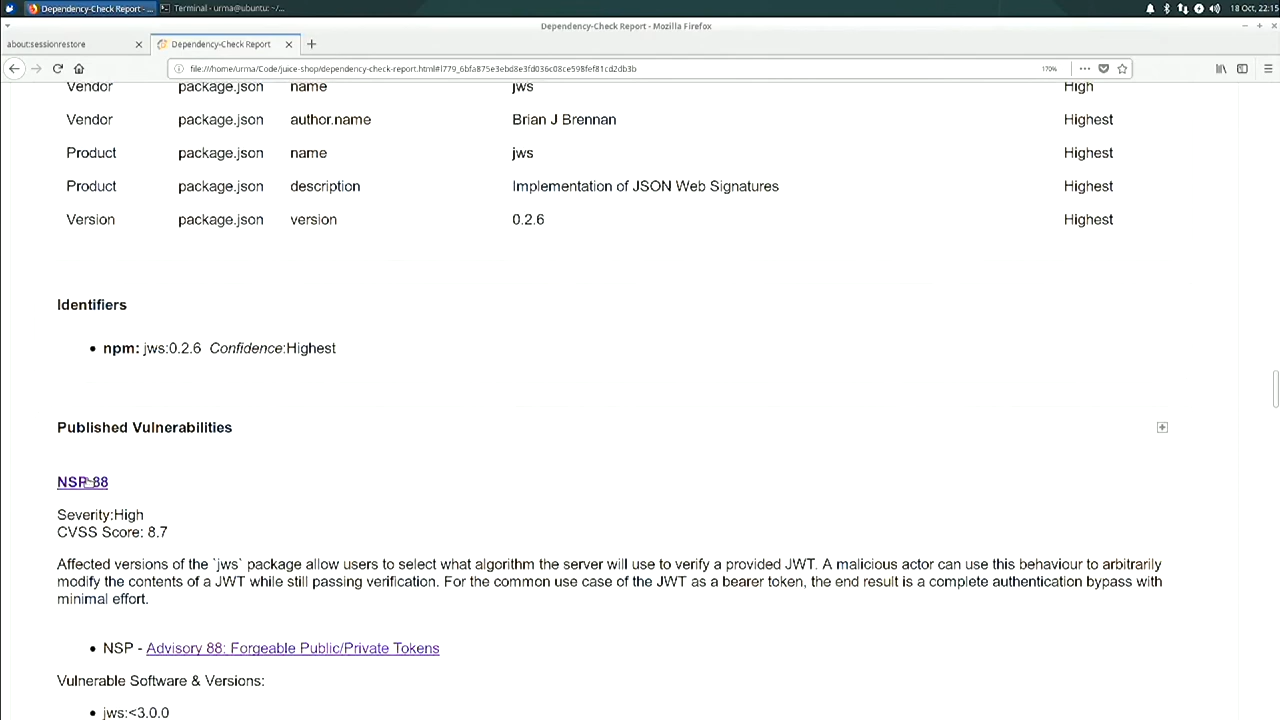 Dependency-Check Report - ...
Terminal - urma@ubuntu: ~/...
18 Oct, 22:15
Dependency-Check Report - Mozilla Firefox
about:sessionrestore
Dependency-Check Report
file:///home/urma/Code/juice-shop/dependency-check-report.html#l779_6bfa875e3ebd8e3fd036c08ce598fef81cd2db3b
170%
Vendor package.json name jws High
Vendor package.json author.name Brian J Brennan Highest
Product package.json name jws Highest
Product package.json description Implementation of JSON Web Signatures Highest
Version package.json version 0.2.6 Highest
Identifiers
npm: jws:0.2.6 Confidence:Highest
Published Vulnerabilities
NSP-88
Severity:High
CVSS Score: 8.7
Affected versions of the `jws` package allow users to select what algorithm the server will use to verify a provided JWT. A malicious actor can use this behaviour to arbitrarily
modify the contents of a JWT while still passing verification. For the common use case of the JWT as a bearer token, the end result is a complete authentication bypass with
minimal effort.
NSP - Advisory 88: Forgeable Public/Private Tokens
Vulnerable Software & Versions:
jws:<3.0.0